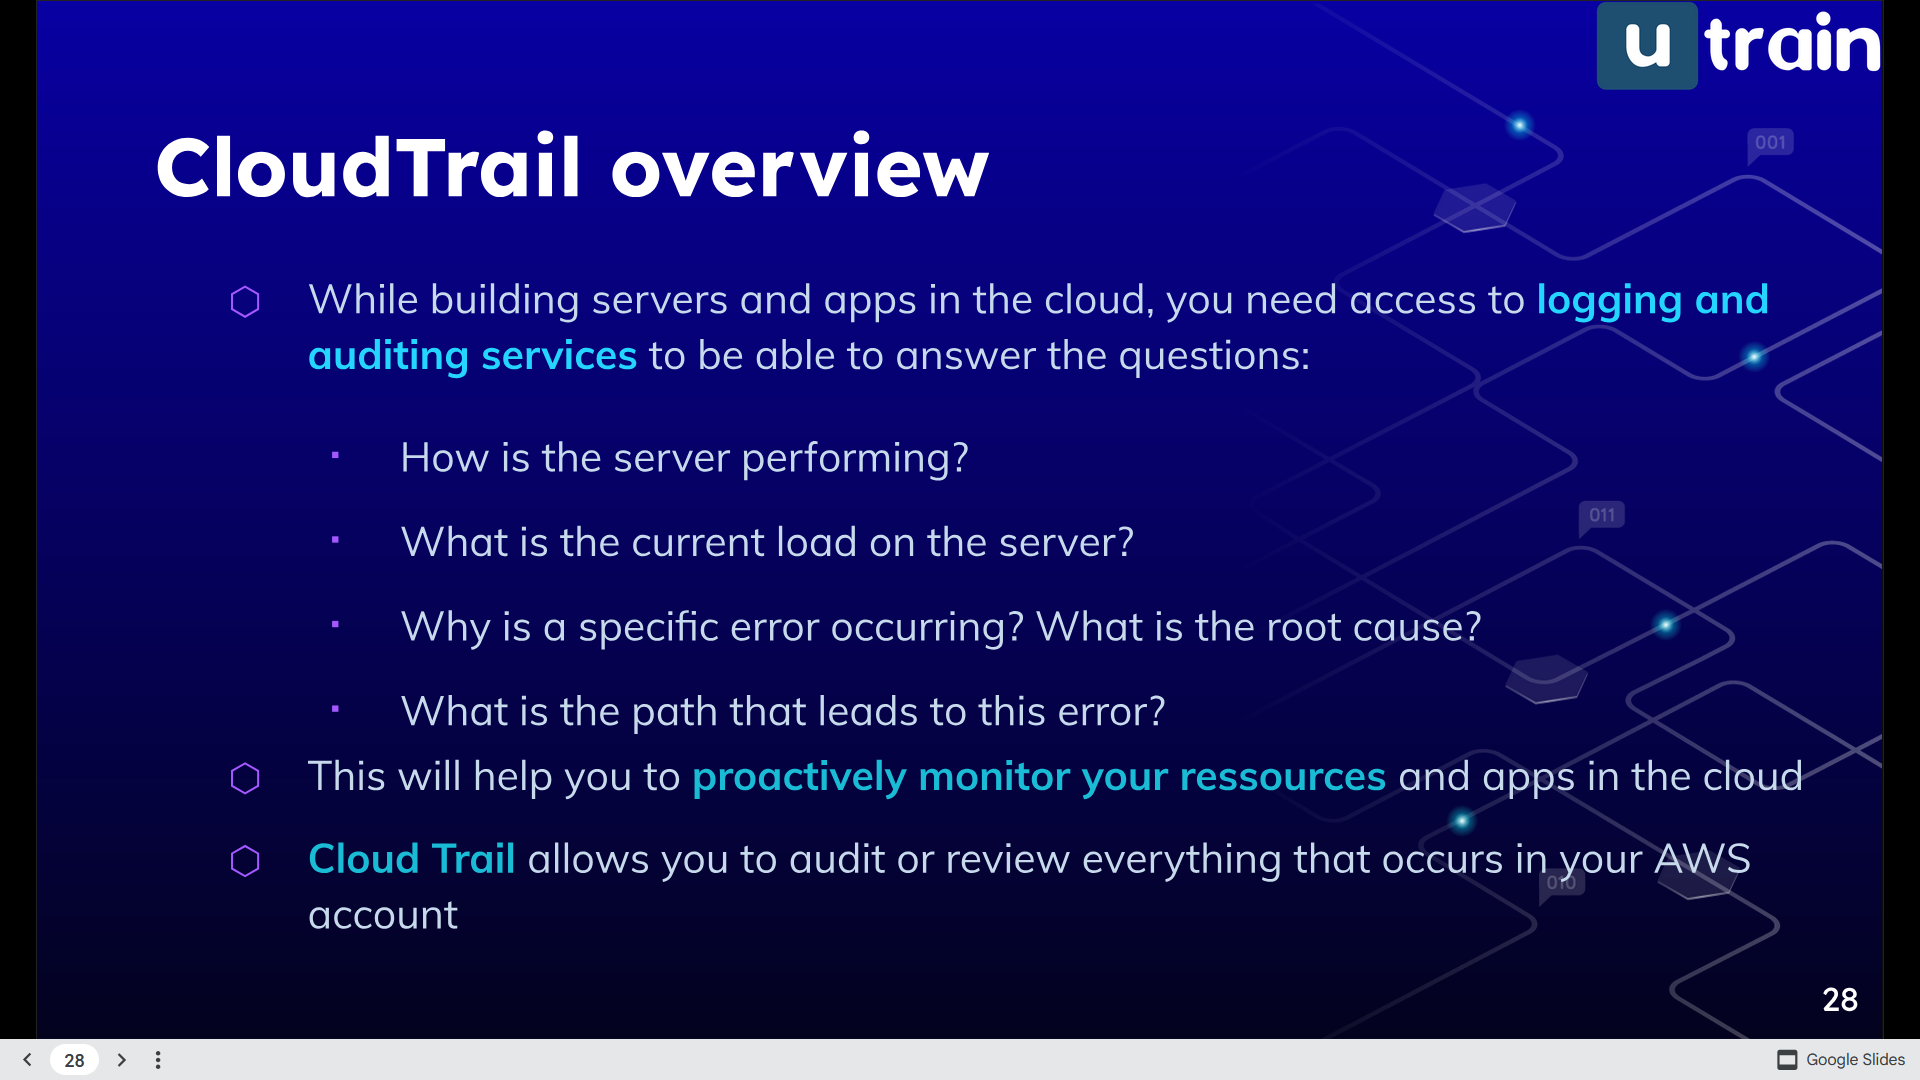 u train
001
CloudTrail overview
While building servers and apps in the cloud, you need access to logging and
auditing services to be able to answer the questions:
How is the server performing?
What is the current load on the server?
011
Why is a specific error occurring? What is the root cause?
What is the path that leads to this error?
This will help you to proactively monitor your ressources and apps in the cloud
Cloud Trail allows you to audit or review everything that occurs in your AWS
account
010
28
28
Google Slides